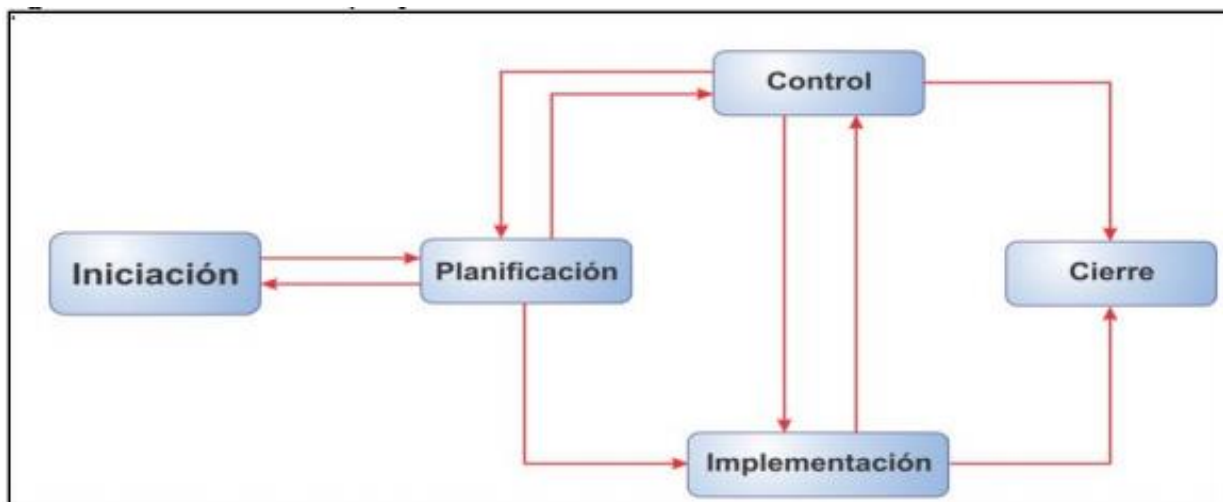 Control
Iniciación
Planificación
Cierre
Implementación